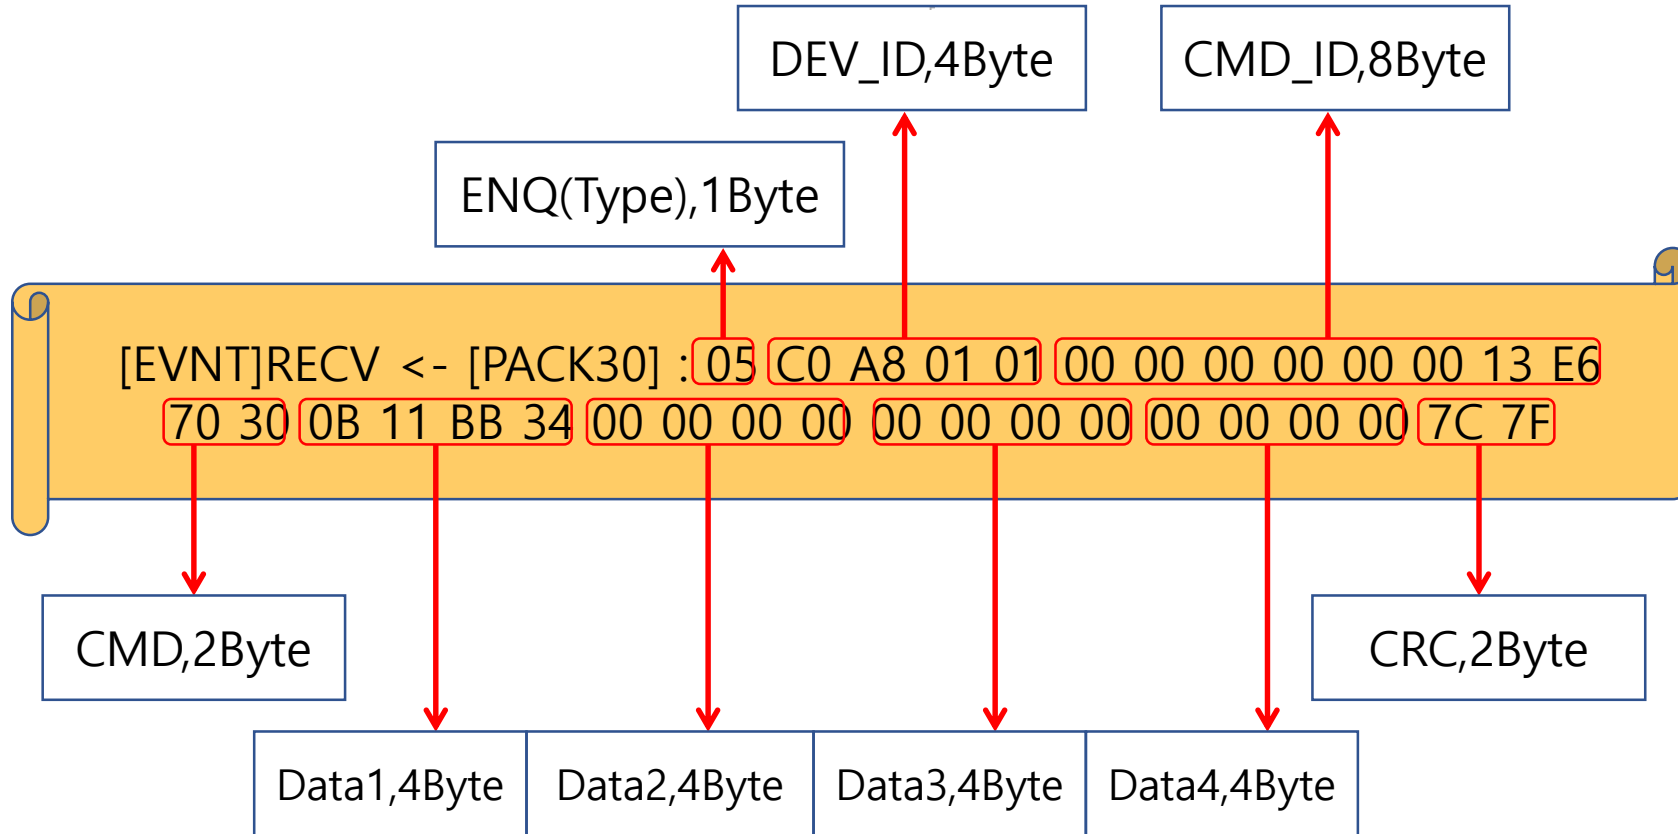 DEV_ID,4Byte
CMD_ID,8Byte
ENQ(Type),1Byte
[EVNT]RECV <- [PACK30] : 05 C0 A8 01 01 00 00 00 00 00 00 13 E6
70 30 0B 11 BB 34 00 00 00 00 00 00 00 00 00 00 00 00 7C 7F
CMD,2Byte
CRC,2Byte
Data1,4Byte
Data2,4Byte
Data3,4Byte
Data4,4Byte